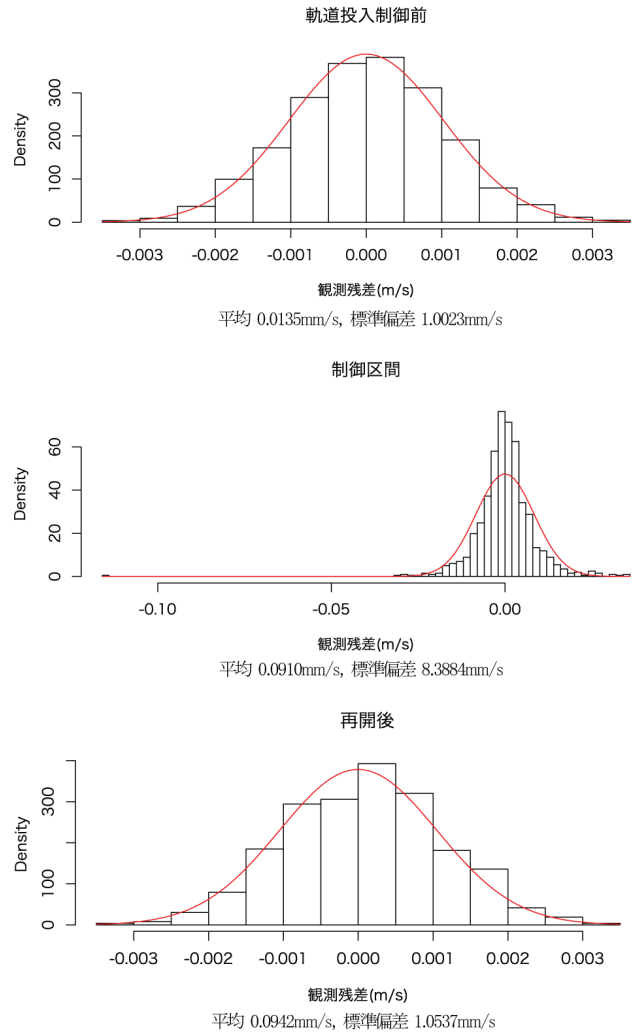 軌道投入制御前
Density
300
200
100
0
-0.003 -0.002 -0.001 0.000 0.001 0.002 0.003
観測残差(m/s)
平均 0.0135mm/s, 標準偏差 1.0023mm/s
制御区間
Density
60
40
20
0
-0.10 -0.05 0.00
観測残差(m/s)
平均 0.0910mm/s, 標準偏差 8.3884mm/s
再開後
Density
300
100
0
-0.003 -0.002 -0.001 0.000 0.001 0.002 0.003
観測残差(m/s)
平均 0.0942mm/s, 標準偏差 1.0537mm/s